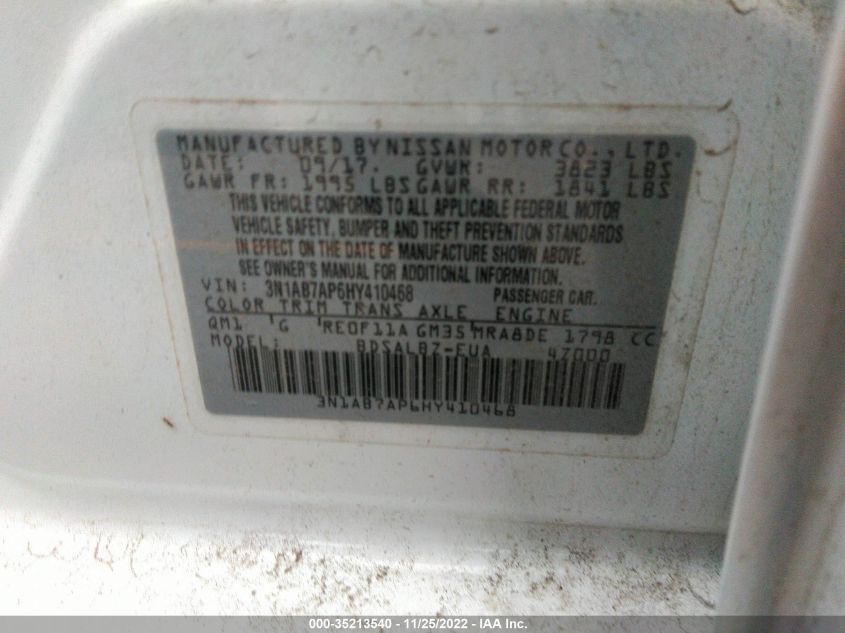 MANUFACTURED BY NISSAN MOTOR CO., LTD.
DATE: 09/17. GVWR: 3823 LBS
GAWR FR: 1995 LBS GAWR RR: 1841 LBS
THIS VEHICLE CONFORMS TO ALL APPLICABLE FEDERAL MOTOR
VEHICLE SAFETY, BUMPER AND THEFT PREVENTION STANDARDS
IN EFFECT ON THE DATE OF MANUFACTURE SHOWN ABOVE.
SEE OWNER'S MANUAL FOR ADDITIONAL INFORMATION.
VIN: 3N1AB7AP6HY410468 PASSENGER CAR.
COLOR TRIM TRANS AXLE ENGINE
QM1 G RE0F11A GM35 MRA8DE 1798 CC
MODEL: BDSALBZ-EUA 47000
3N1AB7AP6HY410468
000-35213540 - 11/25/2022 - IAA Inc.